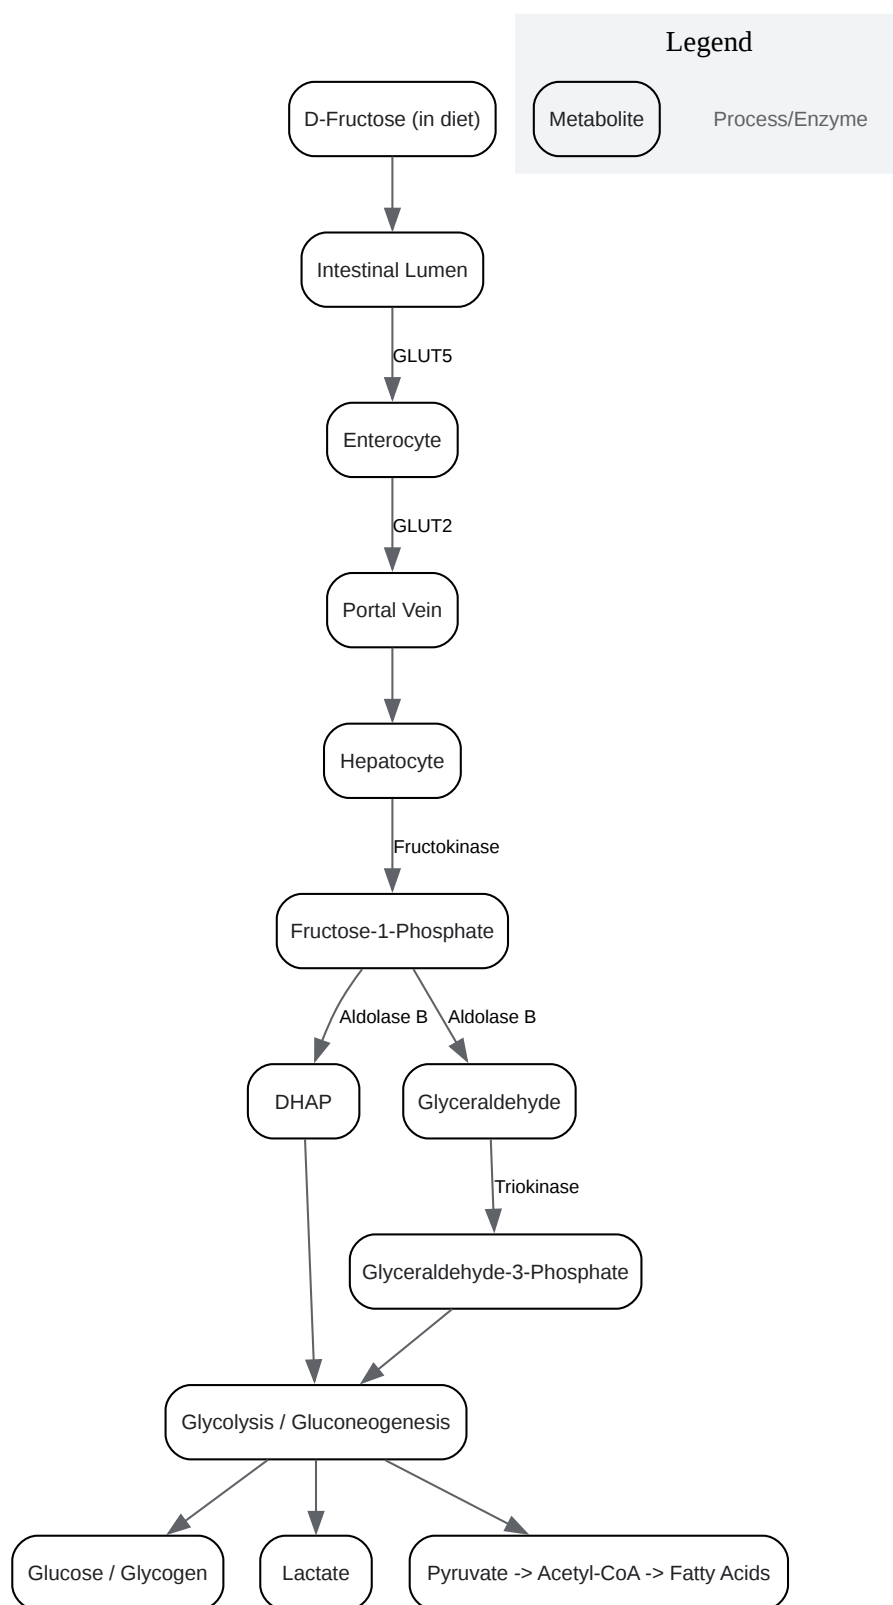 Legend
D-Fructose (in diet)
Metabolite
Process/Enzyme
Intestinal Lumen
GLUT5
Enterocyte
GLUT2
Portal Vein
Hepatocyte
Fructokinase
Fructose-1-Phosphate
Aldolase B
Aldolase B
DHAP
Glyceraldehyde
Triokinase
Glyceraldehyde-3-Phosphate
Glycolysis / Gluconeogenesis
Glucose / Glycogen
Lactate
Pyruvate -> Acetyl-CoA -> Fatty Acids